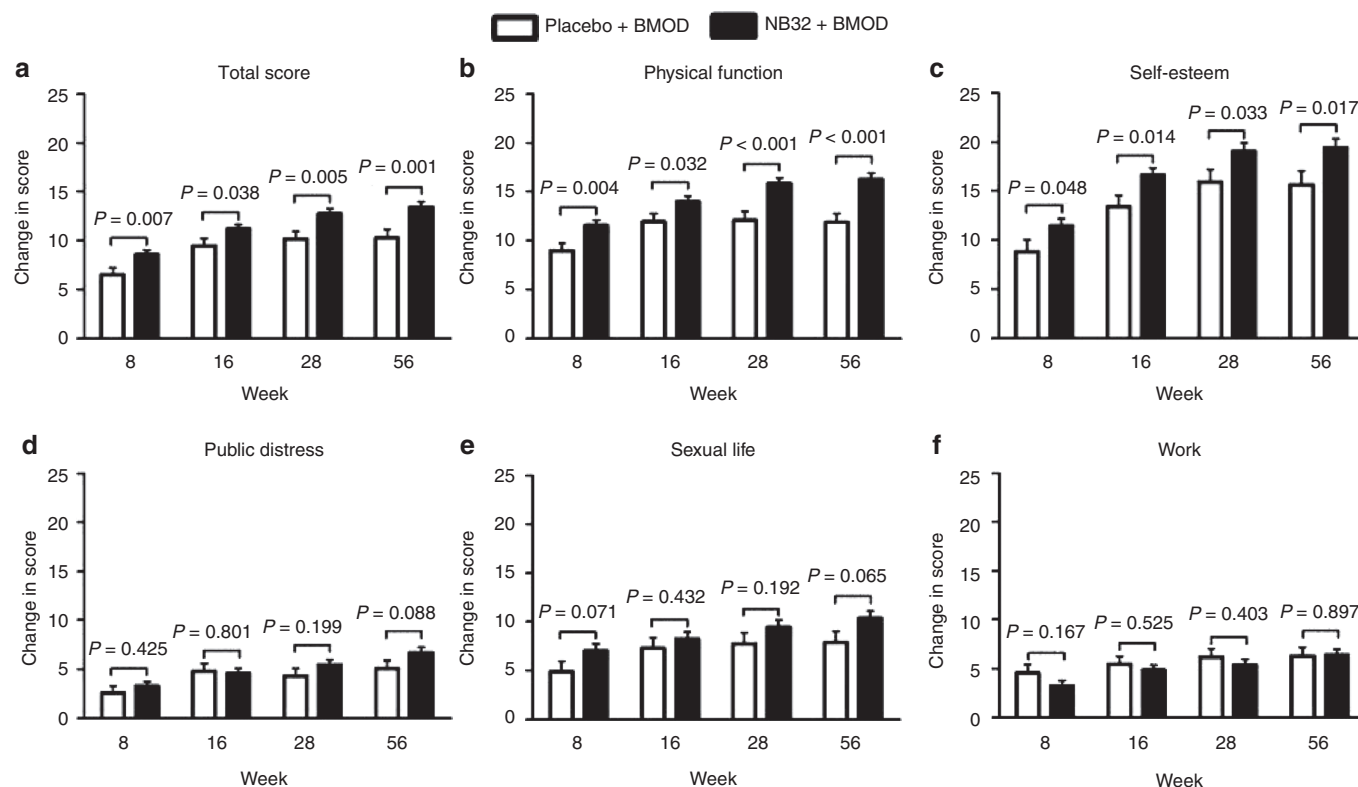 Placebo + BMOD NB32 + BMOD
a Total score
Change in score
25
20
15
10
5
0
P = 0.007
P = 0.038
P = 0.005
P = 0.001
8 16 28 56
Week
b Physical function
Change in score
25
20
15
10
5
0
P = 0.004
P = 0.032
P < 0.001
P < 0.001
8 16 28 56
Week
c Self-esteem
Change in score
25
20
15
10
5
0
P = 0.048
P = 0.014
P = 0.033
P = 0.017
8 16 28 56
Week
d Public distress
Change in score
25
20
15
10
5
0
P = 0.425
P = 0.801
P = 0.199
P = 0.088
8 16 28 56
Week
e Sexual life
Change in score
25
20
15
10
5
0
P = 0.071
P = 0.432
P = 0.192
P = 0.065
8 16 28 56
Week
f Work
Change in score
25
20
15
10
5
0
P = 0.167
P = 0.525
P = 0.403
P = 0.897
8 16 28 56
Week